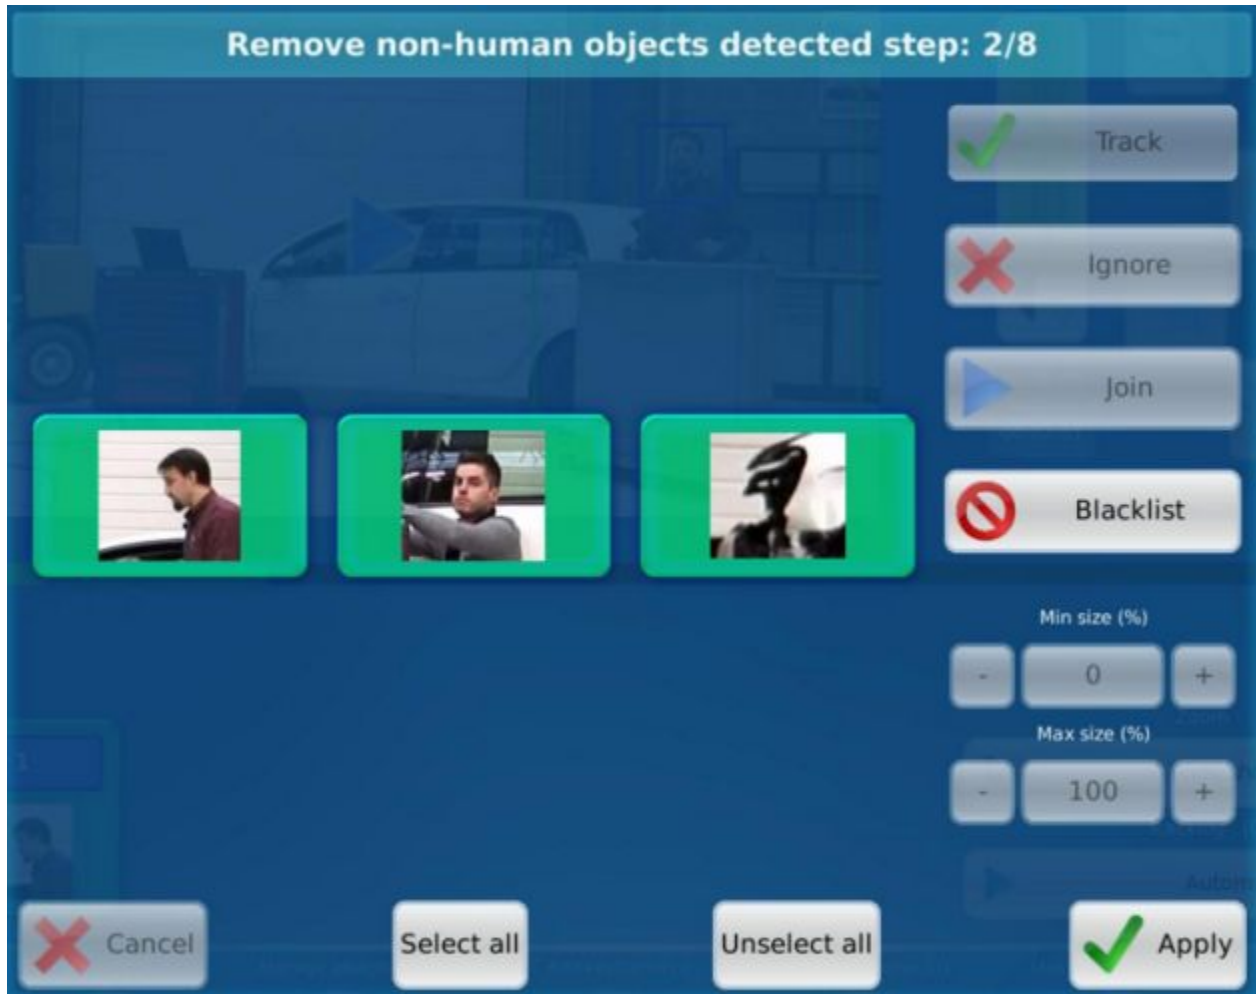 Remove non-human objects detected step: 2/8
Track
Ignore
Join
Blacklist
Min size (%)
- 0 +
Max size (%)
- 100 +
Cancel
Select all
Unselect all
Apply